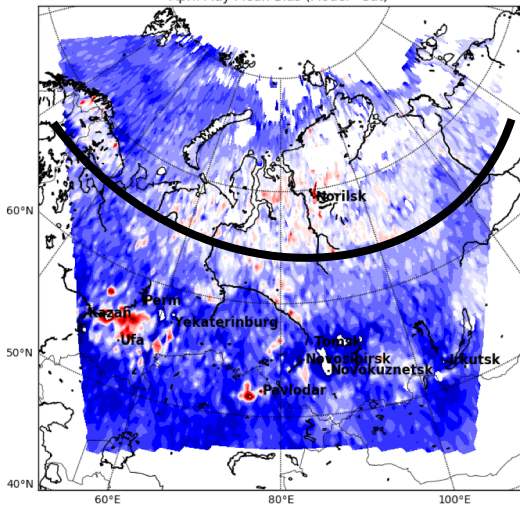 Norilsk
60°N
Perm
Kazan
Yekaterinburg
Ufa
Tomsk
50°N
Novosibirsk
Irkutsk
Novokuznetsk
Pavlodar
40°N
60°E
80°E
100°E